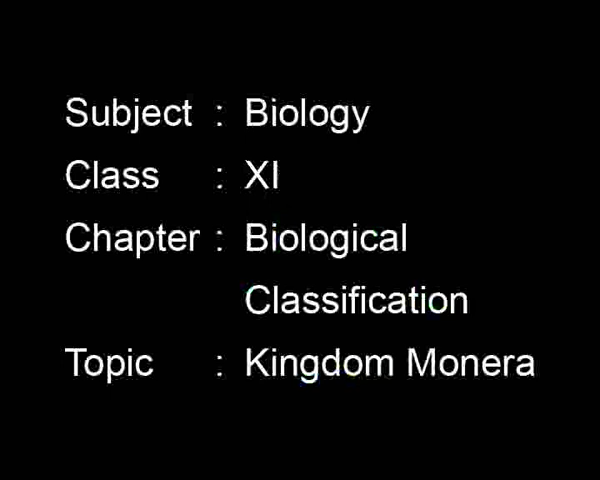 Subject : Biology
Class : XI
Chapter : Biological
Classification
Topic : Kingdom Monera